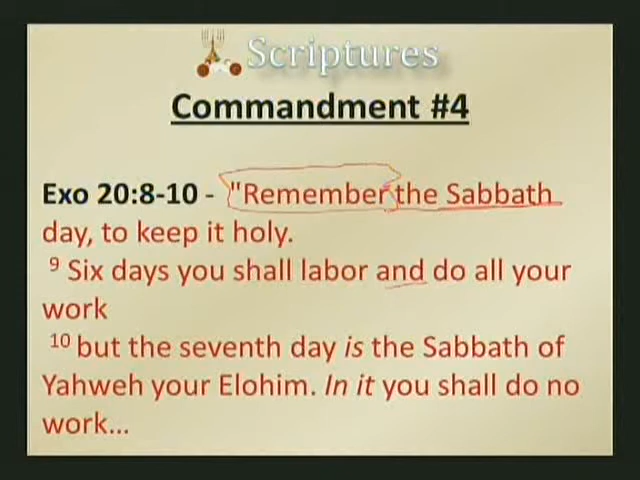 Scriptures
Commandment #4
Exo 20:8-10 - "Remember the Sabbath
day, to keep it holy.
9 Six days you shall labor and do all your
work
10 but the seventh day is the Sabbath of
Yahweh your Elohim. In it you shall do no
work...